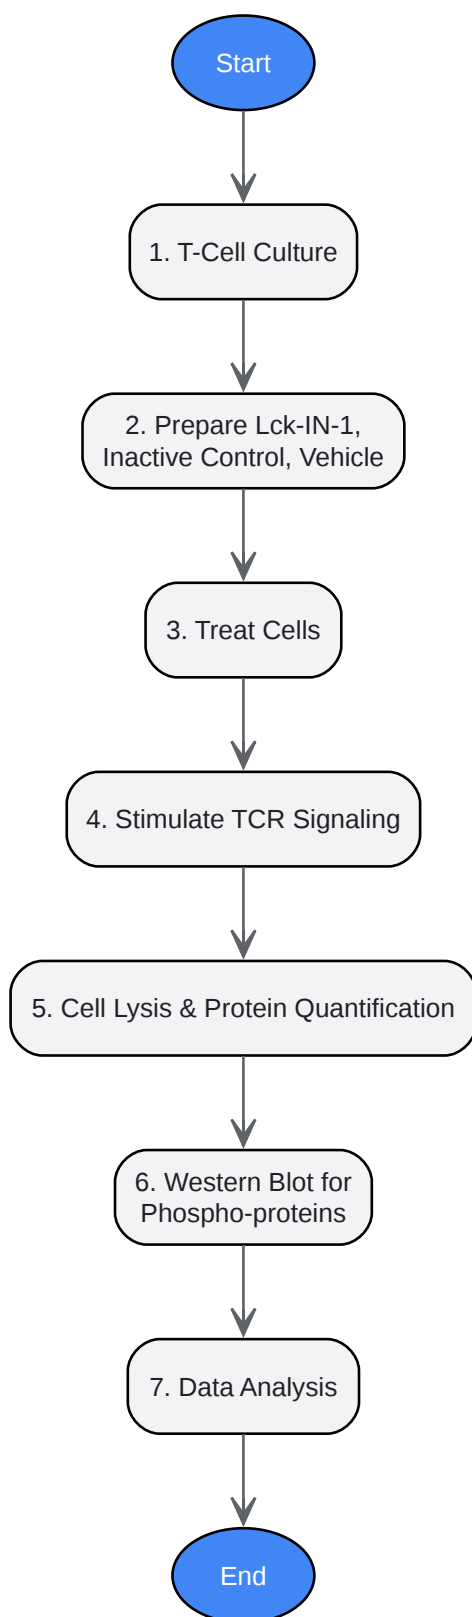 Start
1. T-Cell Culture
2. Prepare Lck-IN-1,
Inactive Control, Vehicle
3. Treat Cells
4. Stimulate TCR Signaling
5. Cell Lysis & Protein Quantification
6. Western Blot for
Phospho-proteins
7. Data Analysis
End